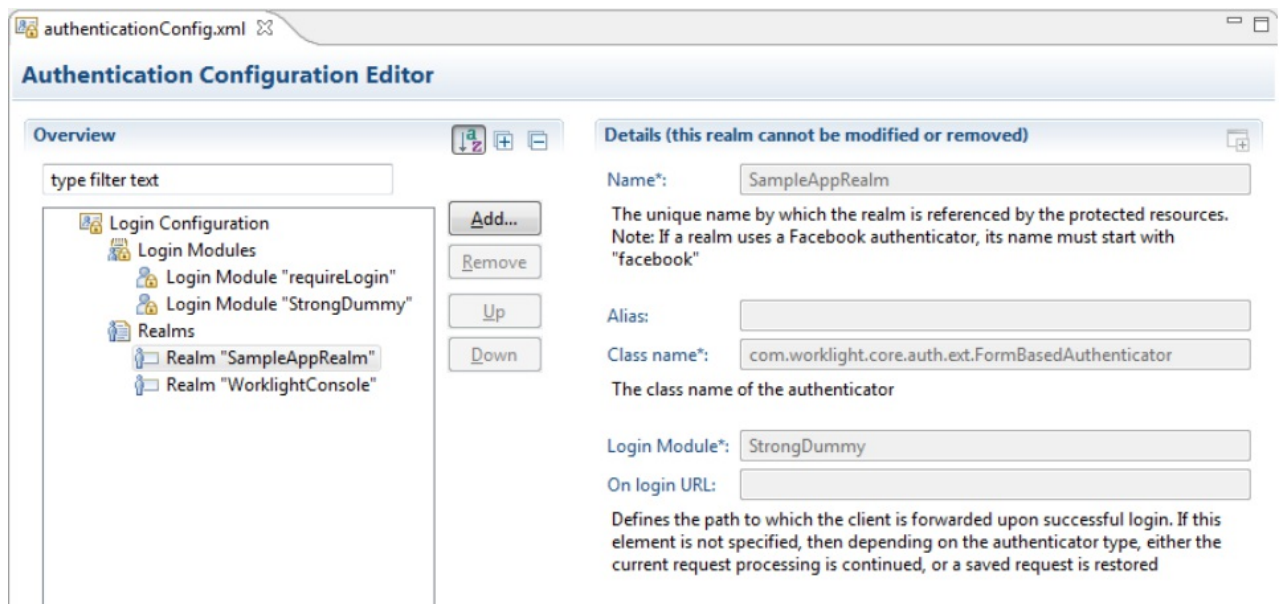 authenticationConfig.xml
Authentication Configuration Editor
Overview
type filter text
Login Configuration
Login Modules
Login Module "requireLogin"
Login Module "StrongDummy"
Realms
Realm "SampleAppRealm"
Realm "WorklightConsole"
Add...
Remove
Up
Down
Details (this realm cannot be modified or removed)
Name*: SampleAppRealm
The unique name by which the realm is referenced by the protected resources.
Note: If a realm uses a Facebook authenticator, its name must start with
"facebook"
Alias:
Class name*: com.worklight.core.auth.ext.FormBasedAuthenticator
The class name of the authenticator
Login Module*: StrongDummy
On login URL:
Defines the path to which the client is forwarded upon successful login. If this
element is not specified, then depending on the authenticator type, either the
current request processing is continued, or a saved request is restored